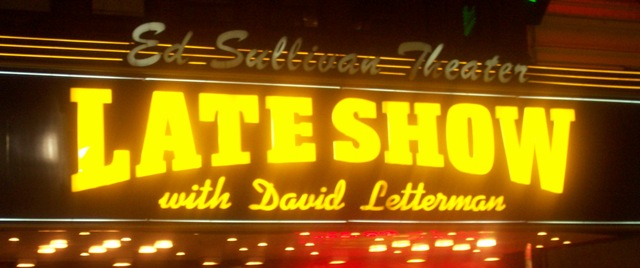 Ed Sullivan Theater
LATE SHOW
with David Letterman